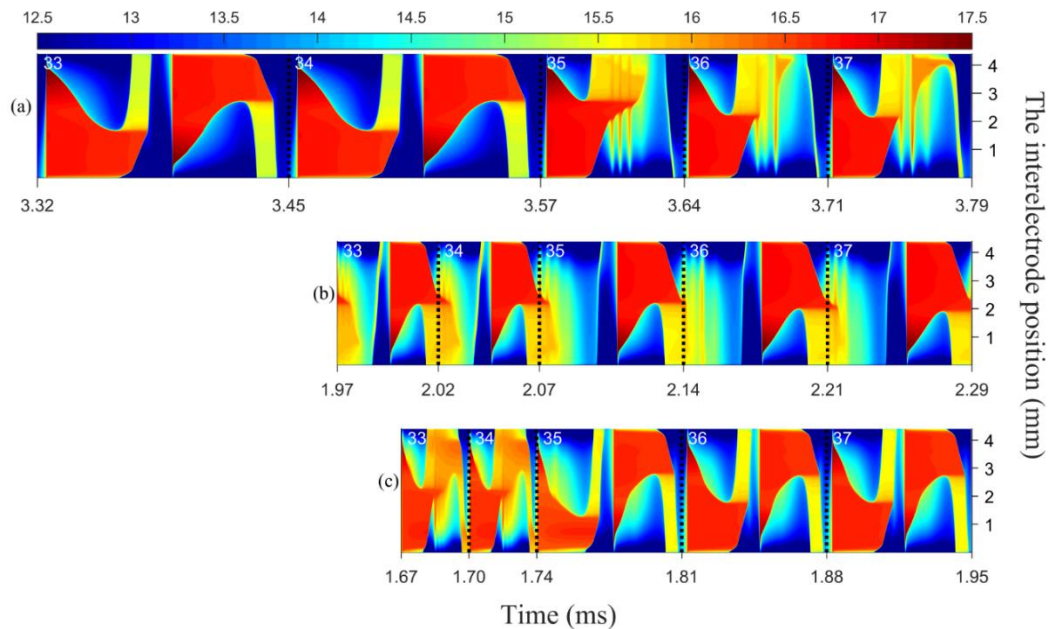 12.5 13 13.5 14 14.5 15 15.5 16 16.5 17 17.5
(a) 33 34 35 36 37 4 3 2 1
3.32 3.45 3.57 3.64 3.71 3.79
(b) 33 34 35 36 37 4 3 2 1
1.97 2.02 2.07 2.14 2.21 2.29
(c) 33 34 35 36 37 4 3 2 1
1.67 1.70 1.74 1.81 1.88 1.95
Time (ms)
The interelectrode position (mm)